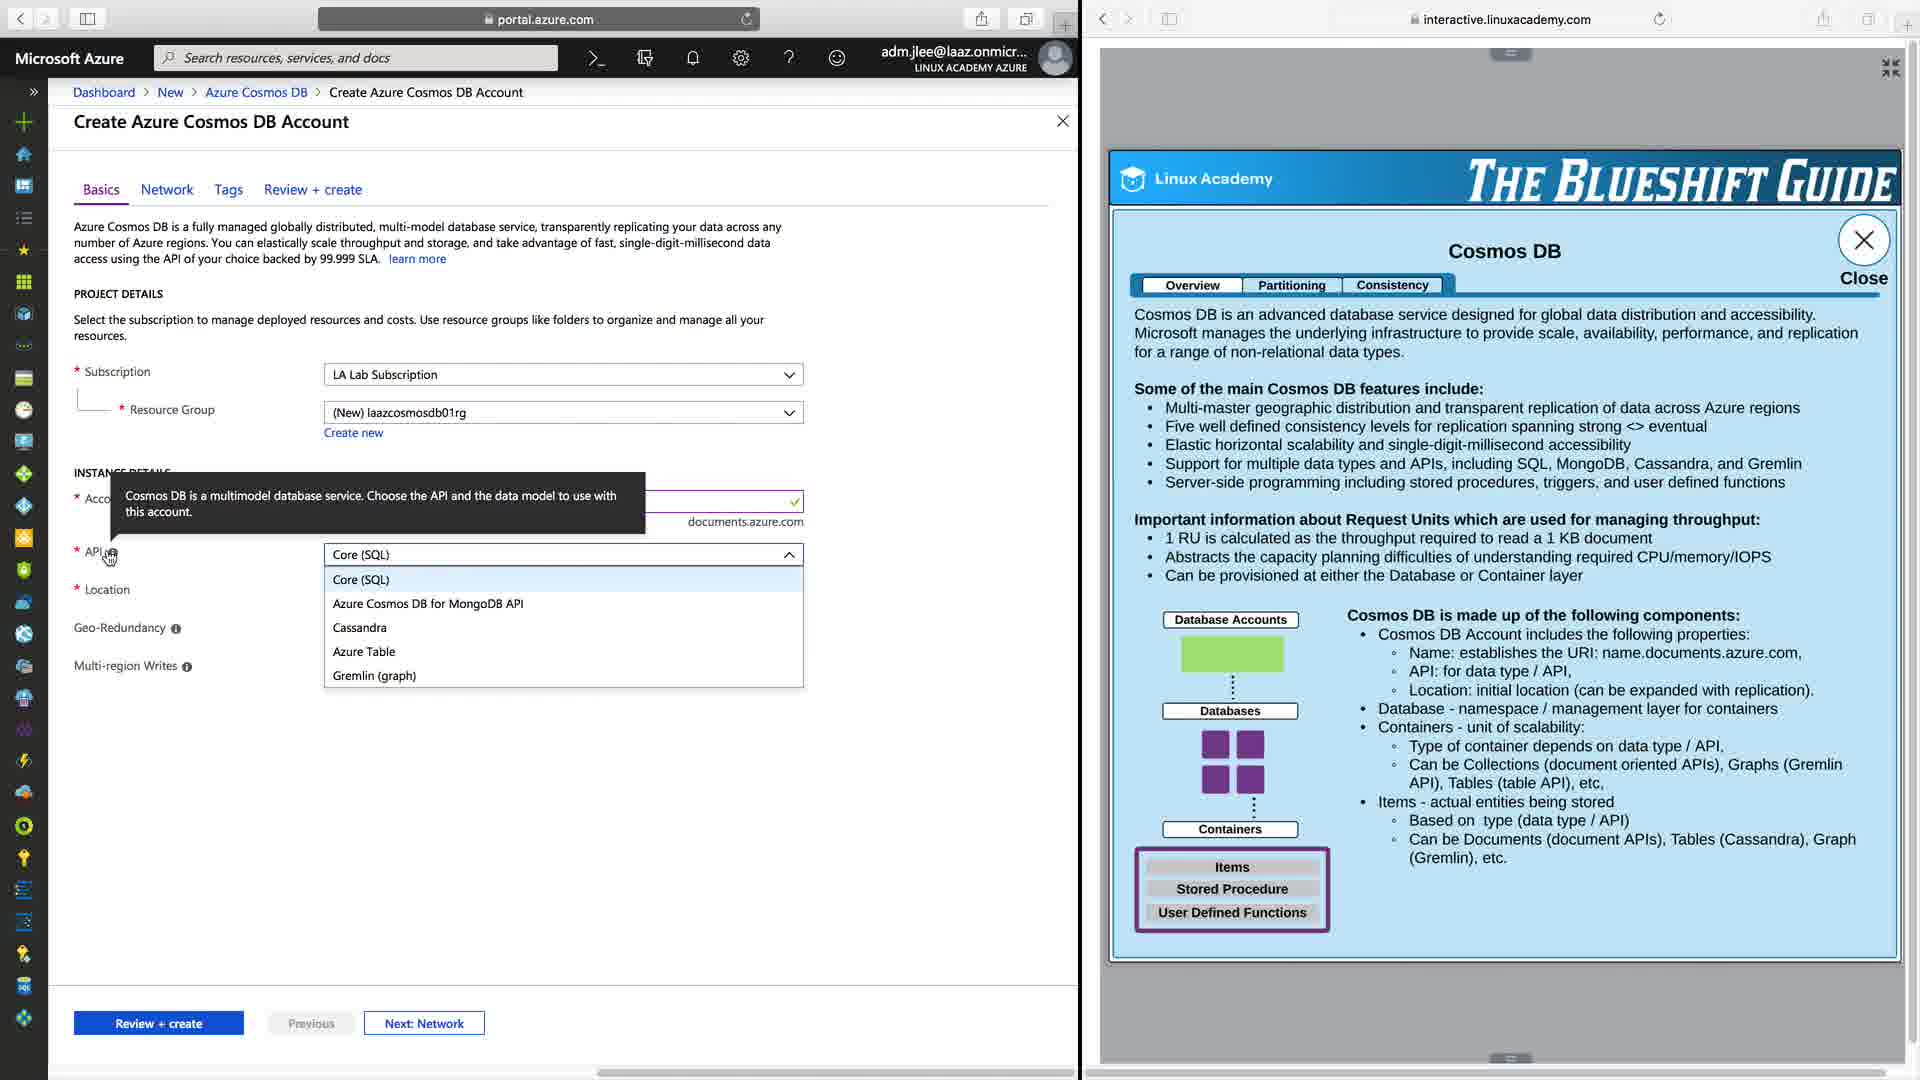 portal.azure.com
Microsoft Azure
Search resources, services, and docs
adm.jlee@laaz.onmicr...
LINUX ACADEMY AZURE
Dashboard > New > Azure Cosmos DB > Create Azure Cosmos DB Account
Create Azure Cosmos DB Account
Basics
Network
Tags
Review + create
Azure Cosmos DB is a fully managed globally distributed, multi-model database service, transparently replicating your data across any
number of Azure regions. You can elastically scale throughput and storage, and take advantage of fast, single-digit-millisecond data
access using the API of your choice backed by 99.999 SLA. learn more
PROJECT DETAILS
Select the subscription to manage deployed resources and costs. Use resource groups like folders to organize and manage all your
resources.
* Subscription
LA Lab Subscription
* Resource Group
(New) laazcosmosdb01rg
Create new
INSTANCE DETAILS
Cosmos DB is a multimodel database service. Choose the API and the data model to use with
this account.
* Acco
documents.azure.com
* API
Core (SQL)
Core (SQL)
Azure Cosmos DB for MongoDB API
Cassandra
Azure Table
Gremlin (graph)
* Location
Geo-Redundancy
Multi-region Writes
Review + create
Previous
Next: Network
interactive.linuxacademy.com
Linux Academy
THE BLUESHIFT GUIDE
Cosmos DB
Close
Overview
Partitioning
Consistency
Cosmos DB is an advanced database service designed for global data distribution and accessibility.
Microsoft manages the underlying infrastructure to provide scale, availability, performance, and replication
for a range of non-relational data types.
Some of the main Cosmos DB features include:
• Multi-master geographic distribution and transparent replication of data across Azure regions
• Five well defined consistency levels for replication spanning strong <> eventual
• Elastic horizontal scalability and single-digit-millisecond accessibility
• Support for multiple data types and APIs, including SQL, MongoDB, Cassandra, and Gremlin
• Server-side programming including stored procedures, triggers, and user defined functions
Important information about Request Units which are used for managing throughput:
• 1 RU is calculated as the throughput required to read a 1 KB document
• Abstracts the capacity planning difficulties of understanding required CPU/memory/IOPS
• Can be provisioned at either the Database or Container layer
Database Accounts
Databases
Containers
Items
Stored Procedure
User Defined Functions
Cosmos DB is made up of the following components:
• Cosmos DB Account includes the following properties:
◦ Name: establishes the URI: name.documents.azure.com,
◦ API: for data type / API,
◦ Location: initial location (can be expanded with replication).
• Database - namespace / management layer for containers
• Containers - unit of scalability:
◦ Type of container depends on data type / API,
◦ Can be Collections (document oriented APIs), Graphs (Gremlin
API), Tables (table API), etc,
• Items - actual entities being stored
◦ Based on type (data type / API)
◦ Can be Documents (document APIs), Tables (Cassandra), Graph
(Gremlin), etc.